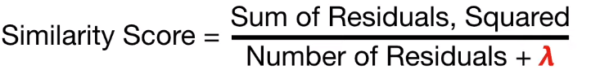 Similarity Score = Sum of Residuals, Squared
Number of Residuals + λ